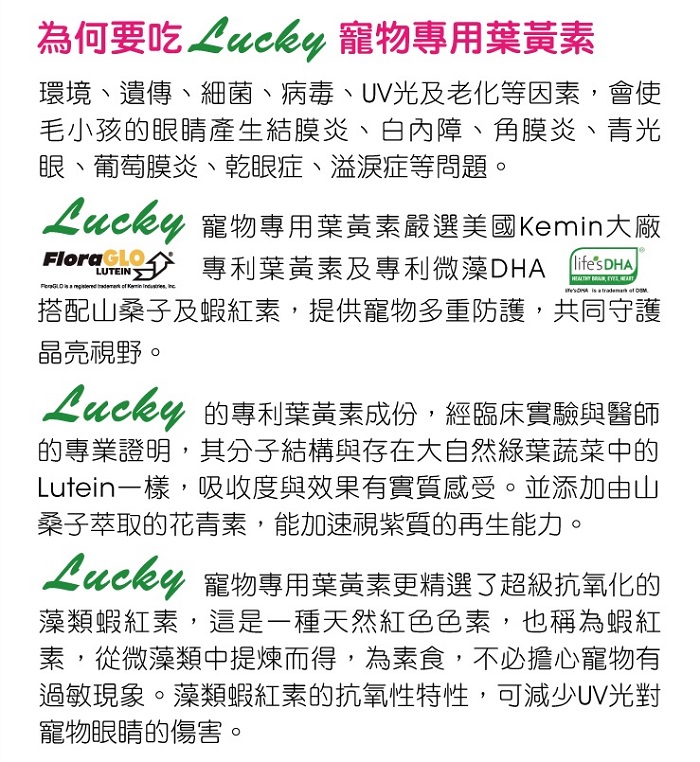 為何要吃 Lucky 寵物專用葉黃素
環境、遺傳、細菌、病毒、UV光及老化等因素，會使
毛小孩的眼睛產生結膜炎、白內障、角膜炎、青光
眼、葡萄膜炎、乾眼症、溢淚症等問題。
Lucky 寵物專用葉黃素嚴選美國Kemin大廠
FloraGLO LUTEIN 專利葉黃素及專利微藻DHA life'sDHA
HEALTHY BRAIN, EYES, HEART
FloraGLO is a registered trademark of Kemin Industries, Inc. life'sDHA is a trademark of DSM.
搭配山桑子及蝦紅素，提供寵物多重防護，共同守護
晶亮視野。
Lucky 的專利葉黃素成份，經臨床實驗與醫師
的專業證明，其分子結構與存在大自然綠葉蔬菜中的
Lutein一樣，吸收度與效果有實質感受。並添加由山
桑子萃取的花青素，能加速視紫質的再生能力。
Lucky 寵物專用葉黃素更精選了超級抗氧化的
藻類蝦紅素，這是一種天然紅色色素，也稱為蝦紅
素，從微藻類中提煉而得，為素食，不必擔心寵物有
過敏現象。藻類蝦紅素的抗氧性特性，可減少UV光對
寵物眼睛的傷害。